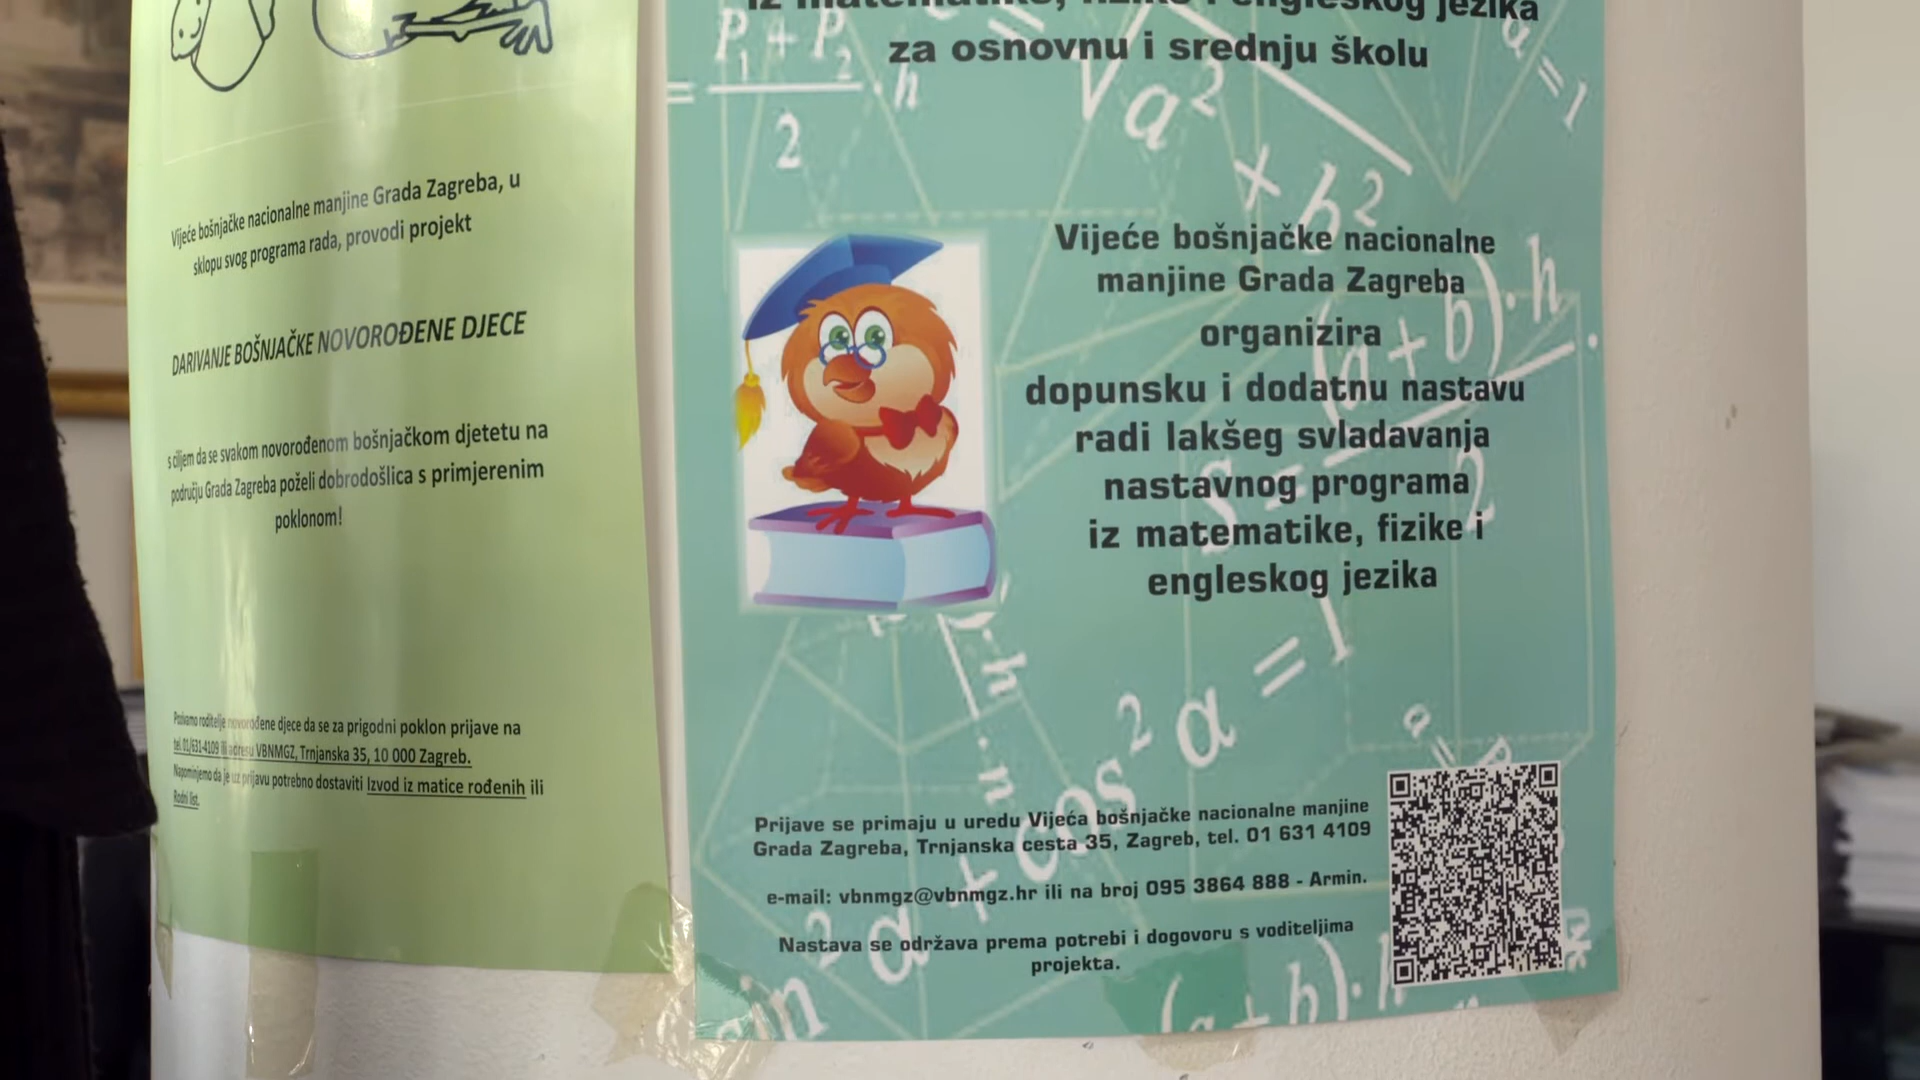 Vijeće bošnjačke nacionalne manjine Grada Zagreba, u
sklopu svog programa rada, provodi projekt
DARIVANJE BOŠNJAČKE NOVOROĐENE DJECE
s ciljem da se svakom novorođenom bošnjačkom djetetu na
području Grada Zagreba poželi dobrodošlica s primjerenim
poklonom!
Pozivamo roditelje novorođene djece da se za prigodni poklon prijave na
tel. 01/631-4109 ili adresu VBNMGZ, Trnjanska 35, 10 000 Zagreb.
Napominjemo da je uz prijavu potrebno dostaviti Izvod iz matice rođenih ili
Rodni list.
iz matematike, fizike i engleskog jezika
za osnovnu i srednju školu
Vijeće bošnjačke nacionalne
manjine Grada Zagreba
organizira
dopunsku i dodatnu nastavu
radi lakšeg svladavanja
nastavnog programa
iz matematike, fizike i
engleskog jezika
Prijave se primaju u uredu Vijeća bošnjačke nacionalne manjine
Grada Zagreba, Trnjanska cesta 35, Zagreb, tel. 01 631 4109
e-mail: vbnmgz@vbnmgz.hr ili na broj 095 3864 888 - Armin.
Nastava se održava prema potrebi i dogovoru s voditeljima
projekta.